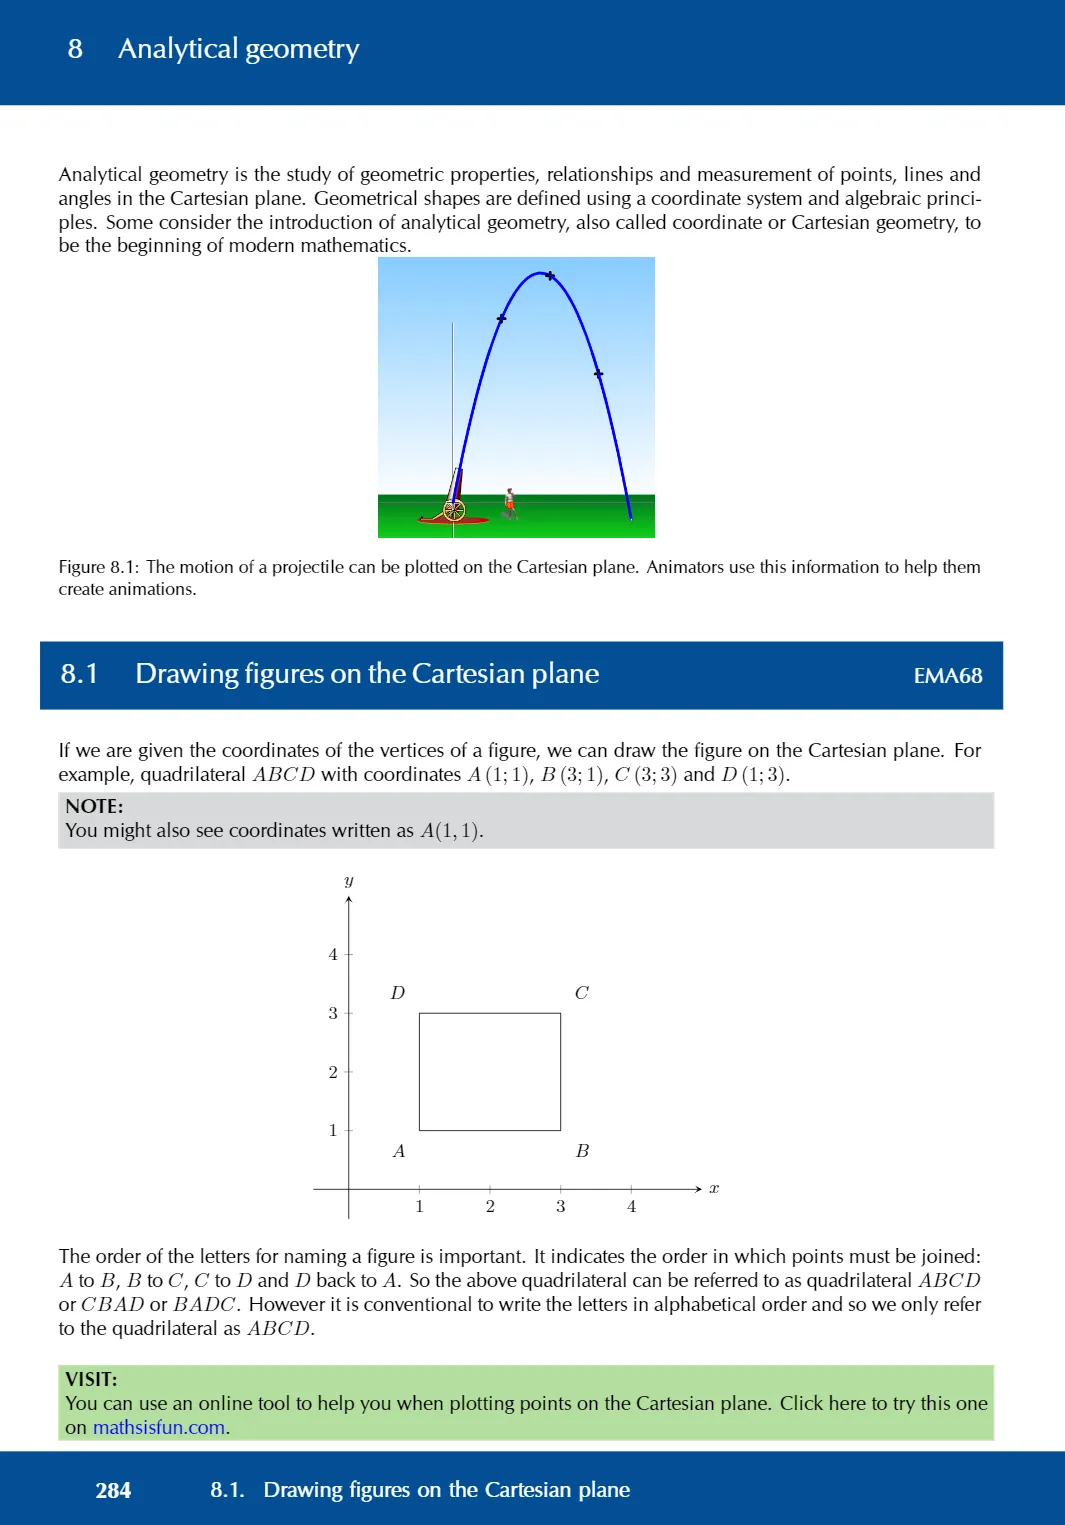 8 Analytical geometry
Analytical geometry is the study of geometric properties, relationships and measurement of points, lines and
angles in the Cartesian plane. Geometrical shapes are defined using a coordinate system and algebraic princi-
ples. Some consider the introduction of analytical geometry, also called coordinate or Cartesian geometry, to
be the beginning of modern mathematics.
Figure 8.1: The motion of a projectile can be plotted on the Cartesian plane. Animators use this information to help them
create animations.
8.1 Drawing figures on the Cartesian plane EMA68
If we are given the coordinates of the vertices of a figure, we can draw the figure on the Cartesian plane. For
example, quadrilateral ABCD with coordinates A (1; 1), B (3; 1), C (3; 3) and D (1; 3).
NOTE:
You might also see coordinates written as A(1, 1).
y
4
D C
3
2
1
A B
x
1 2 3 4
The order of the letters for naming a figure is important. It indicates the order in which points must be joined:
A to B, B to C, C to D and D back to A. So the above quadrilateral can be referred to as quadrilateral ABCD
or CBAD or BADC. However it is conventional to write the letters in alphabetical order and so we only refer
to the quadrilateral as ABCD.
VISIT:
You can use an online tool to help you when plotting points on the Cartesian plane. Click here to try this one
on mathsisfun.com.
284 8.1. Drawing figures on the Cartesian plane